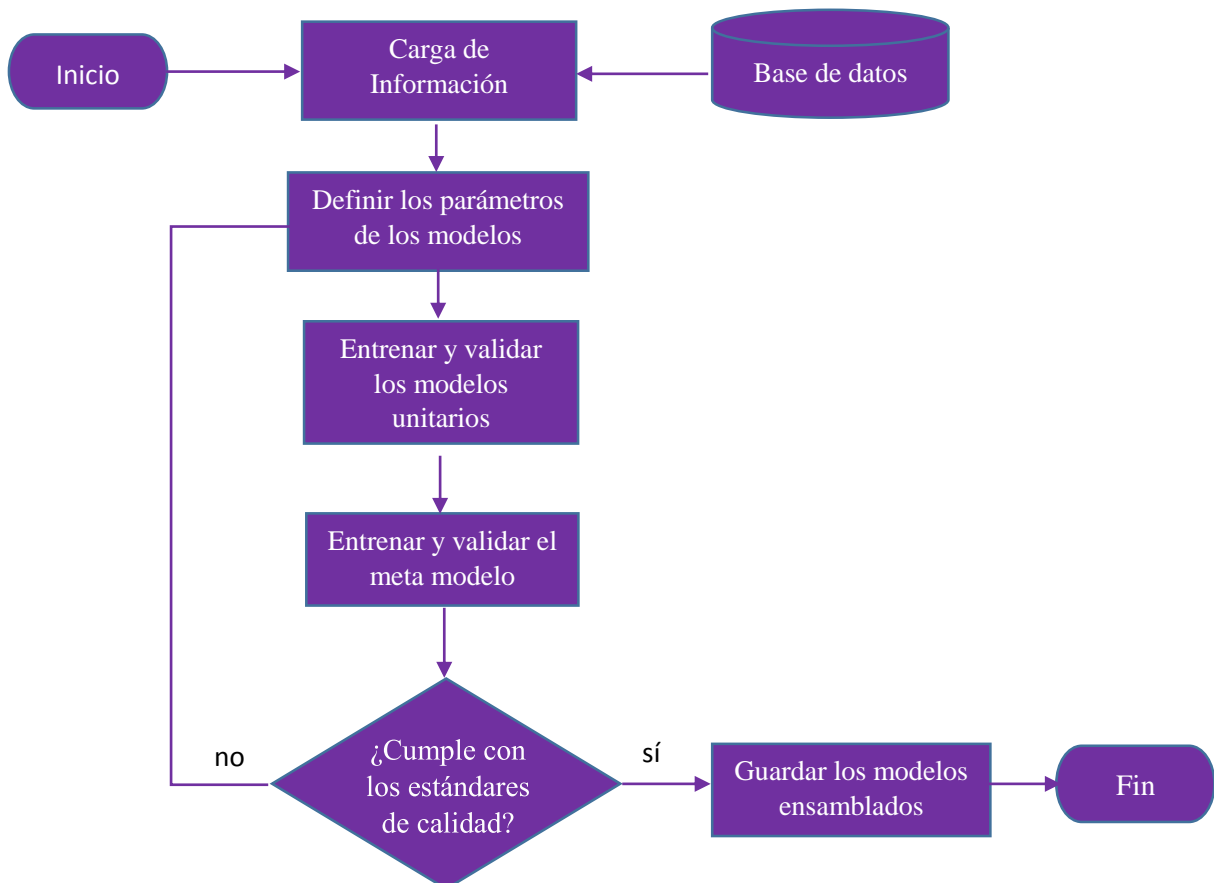 Inicio
Carga de
Información
Base de datos
Definir los parámetros
de los modelos
Entrenar y validar
los modelos
unitarios
Entrenar y validar el
meta modelo
no
¿Cumple con
los estándares
de calidad?
sí
Guardar los modelos
ensamblados
Fin